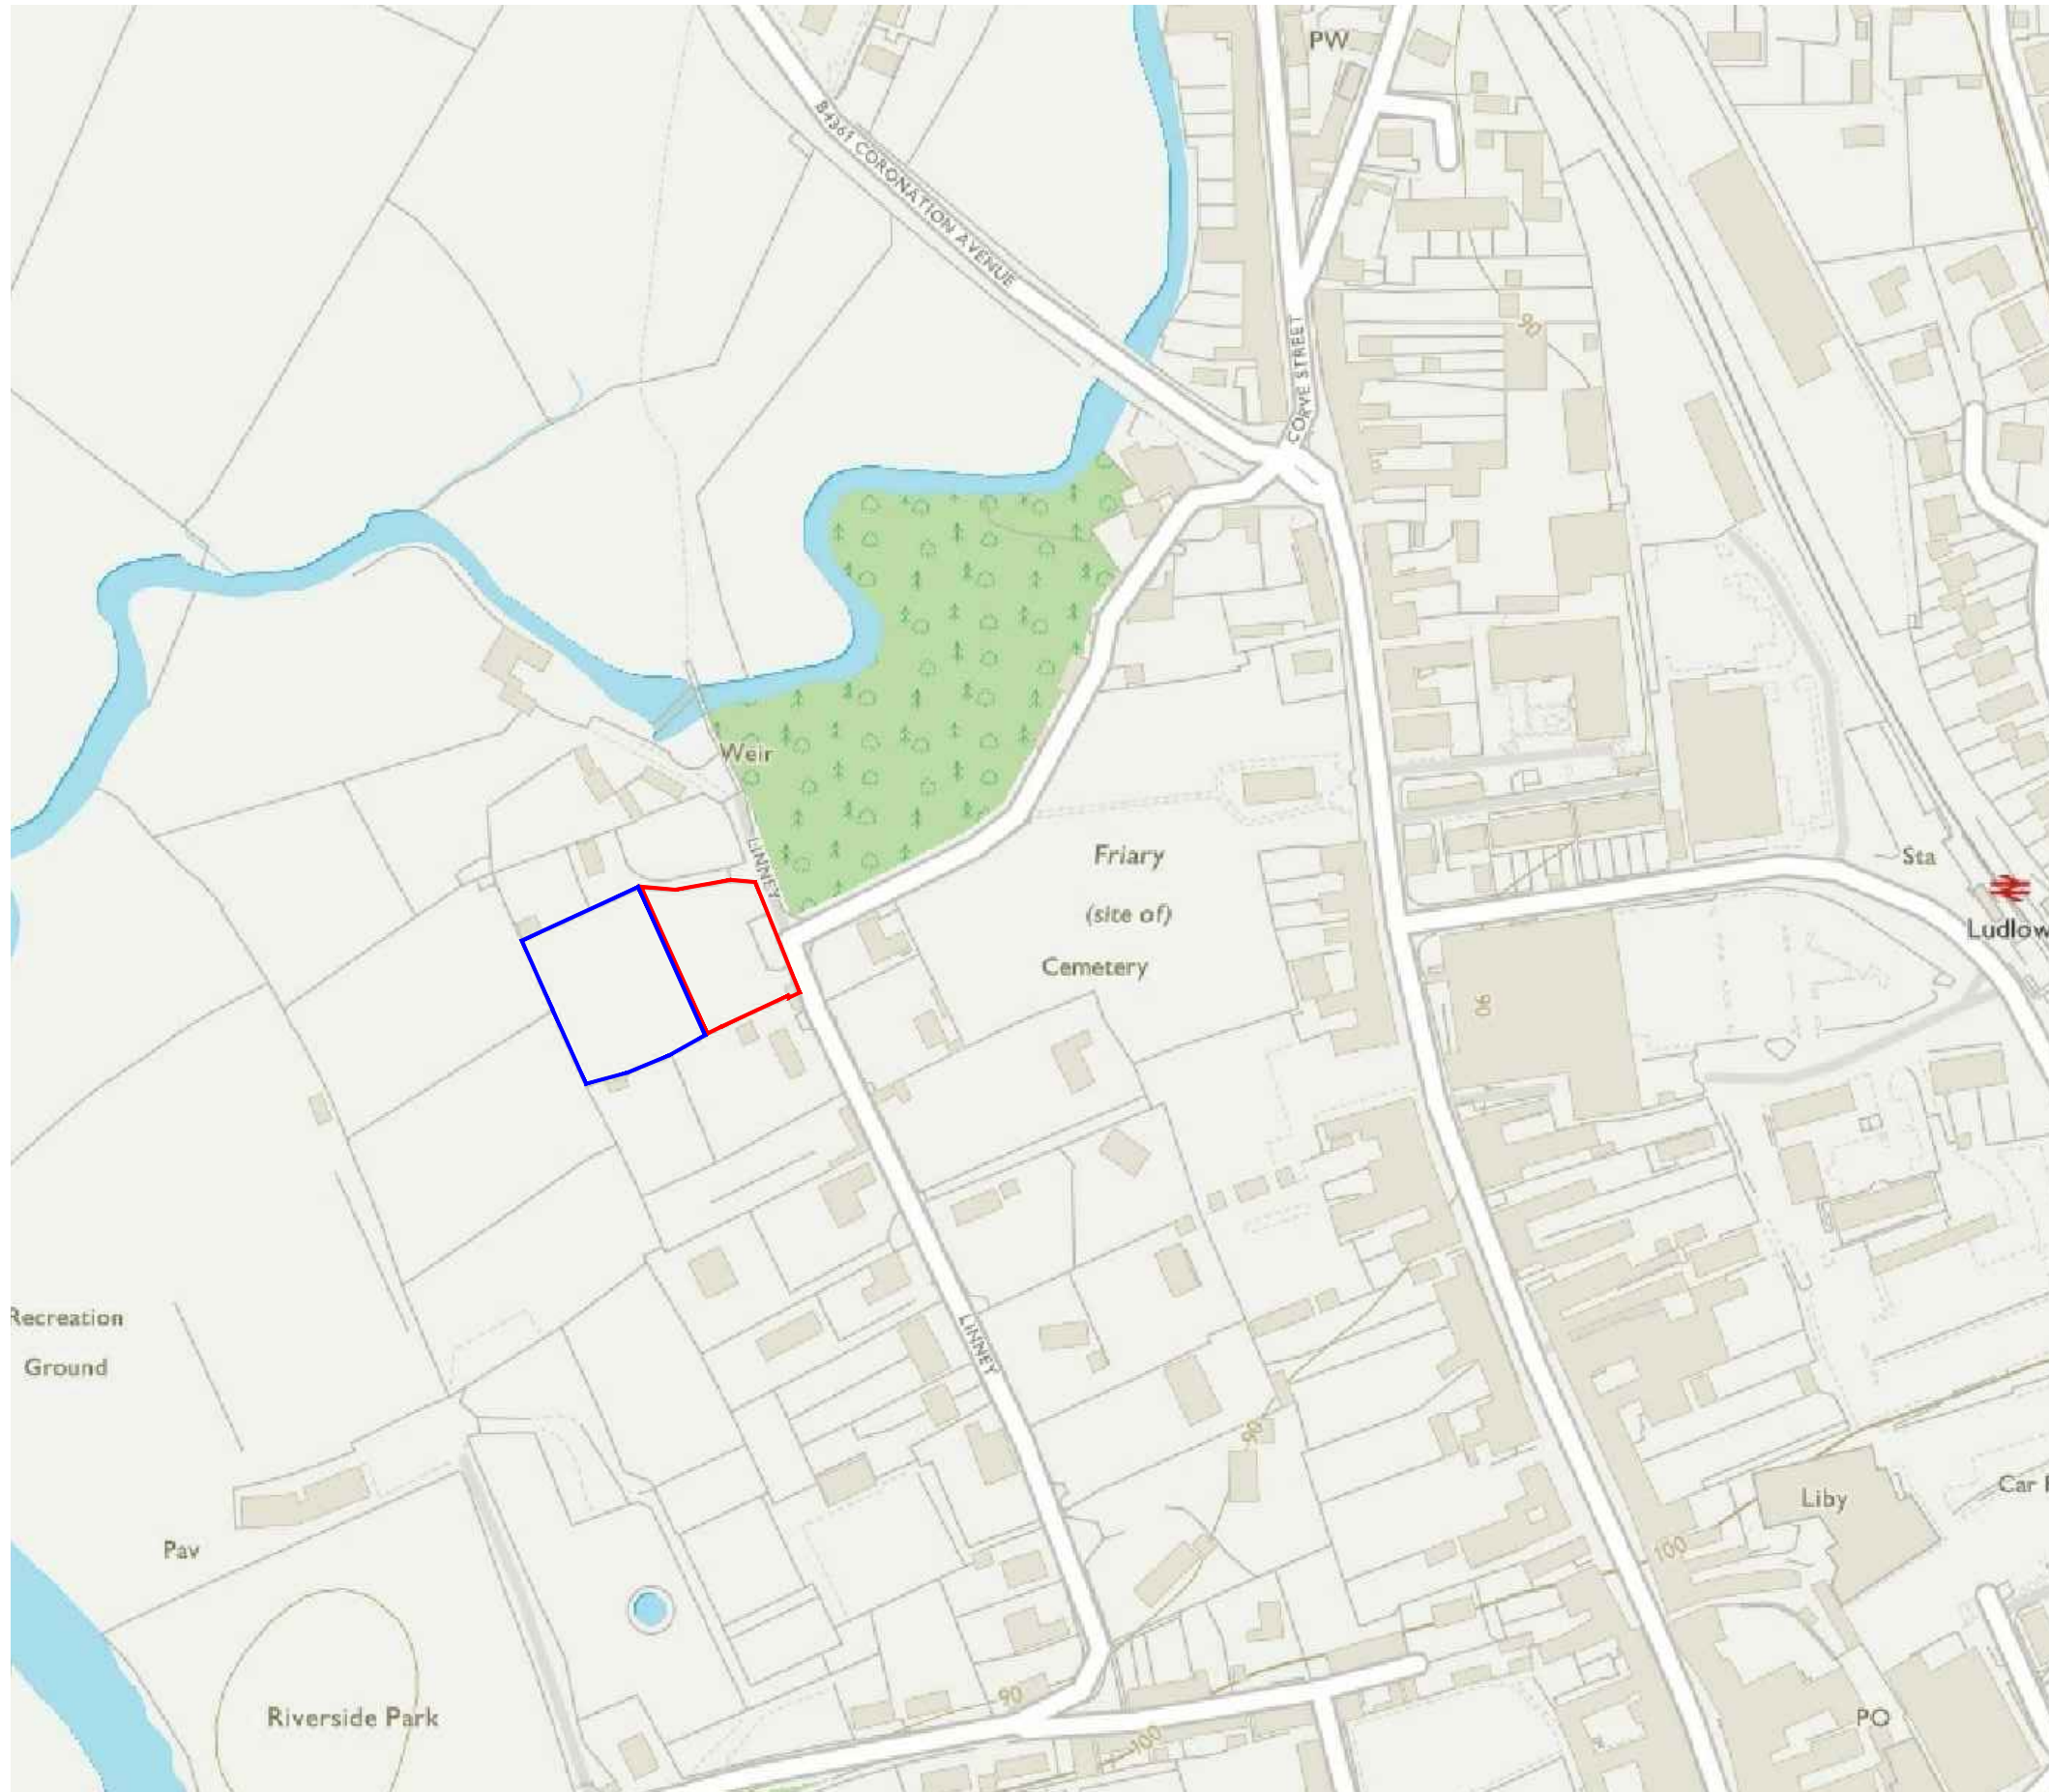 PW
B4361 CORONATION AVENUE
90
CORVE STREET
Weir
LINNEY
Friary
(site of)
Cemetery
Sta
Ludlow
90
Recreation
Ground
LINNEY
90
Liby
Car
Pav
100
Riverside Park
90
100
PO